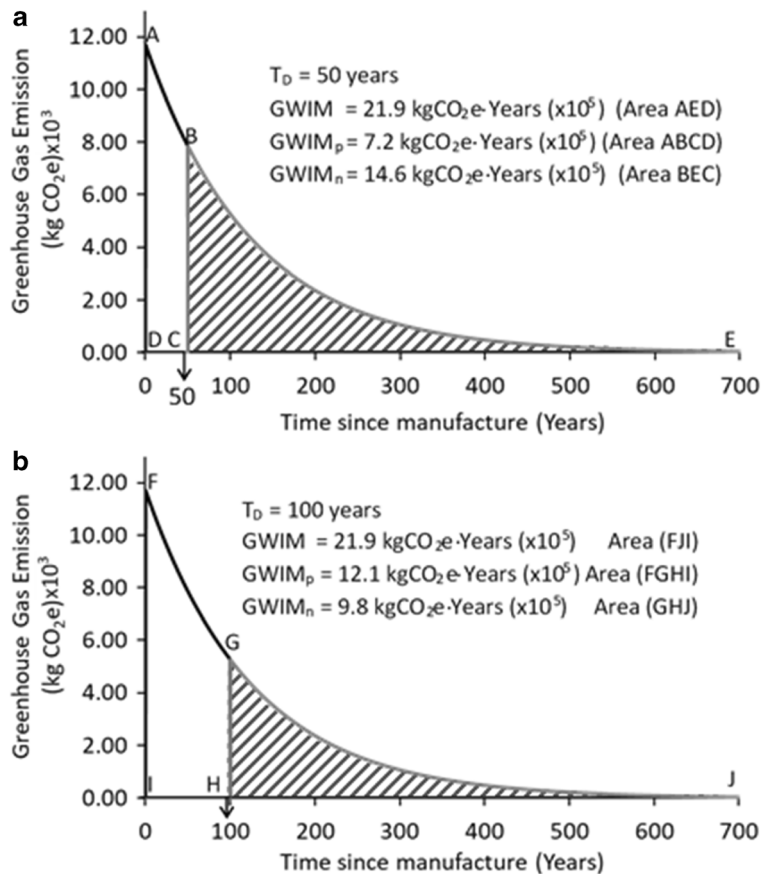 a
Greenhouse Gas Emission
(kg CO₂e)x10³
12.00
10.00
8.00
6.00
4.00
2.00
0.00
A
B
D C
E
T_D = 50 years
GWIM = 21.9 kgCO₂e·Years (x10⁵) (Area AED)
GWIMₚ = 7.2 kgCO₂e·Years (x10⁵) (Area ABCD)
GWIMₙ = 14.6 kgCO₂e·Years (x10⁵) (Area BEC)
0 100 200 300 400 500 600 700
50
Time since manufacture (Years)
b
Greenhouse Gas Emission
(kg CO₂e)x10³
12.00
10.00
8.00
6.00
4.00
2.00
0.00
F
G
I H
J
T_D = 100 years
GWIM = 21.9 kgCO₂e·Years (x10⁵) Area (FJI)
GWIMₚ = 12.1 kgCO₂e·Years (x10⁵) Area (FGHI)
GWIMₙ = 9.8 kgCO₂e·Years (x10⁵) Area (GHJ)
0 100 200 300 400 500 600 700
Time since manufacture (Years)